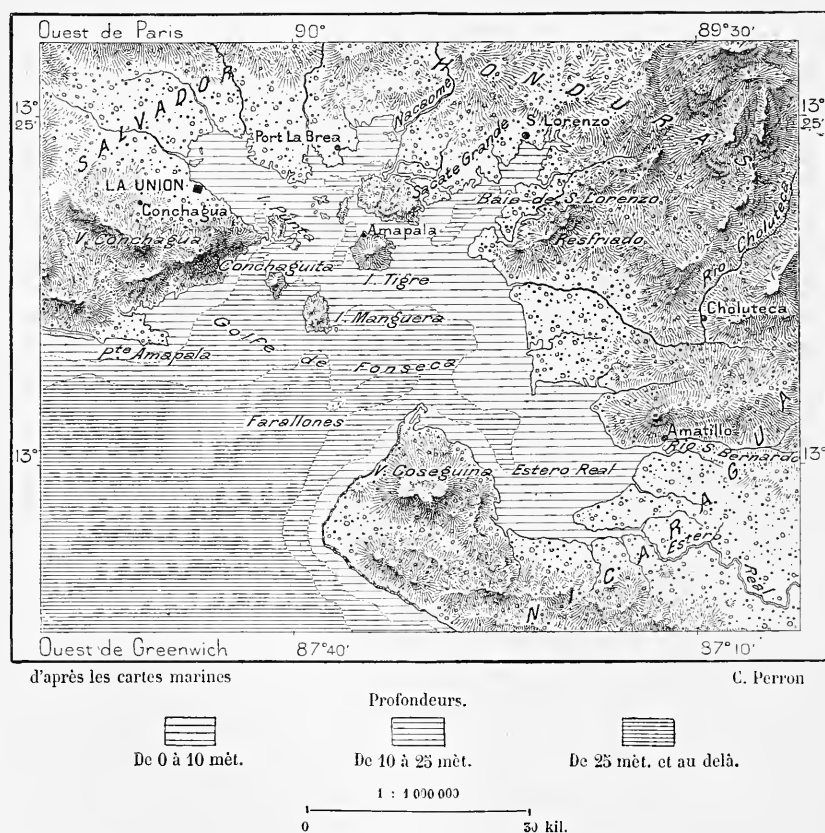 Ouest de Paris 90° 89°30'
13° 25' 13° 25'
SALVADOR
HONDURAS
Nacaome
Port La Brea
S. Lorenzo
Sacate Grande
LA UNION
Conchagua
I. Punta
Baie de S. Lorenzo
Amapala
V. Conchagua
Resfriado
Rio Choluteca
Conchaguita
I. Tigre
Choluteca
I. Manguera
Golfe de Fonseca
Pte Amapala
Farallones
Amatillo
Rio S. Bernardo
13° 13°
V. Coseguina
Estero Real
NICARAGUA
Estero Real
Ouest de Greenwich 87°40' 87°10'
d'après les cartes marines C. Perron
Profondeurs.
De 0 à 10 mèt. De 10 à 25 mèt. De 25 mèt. et au delà.
1 : 1 000 000
0 30 kil.